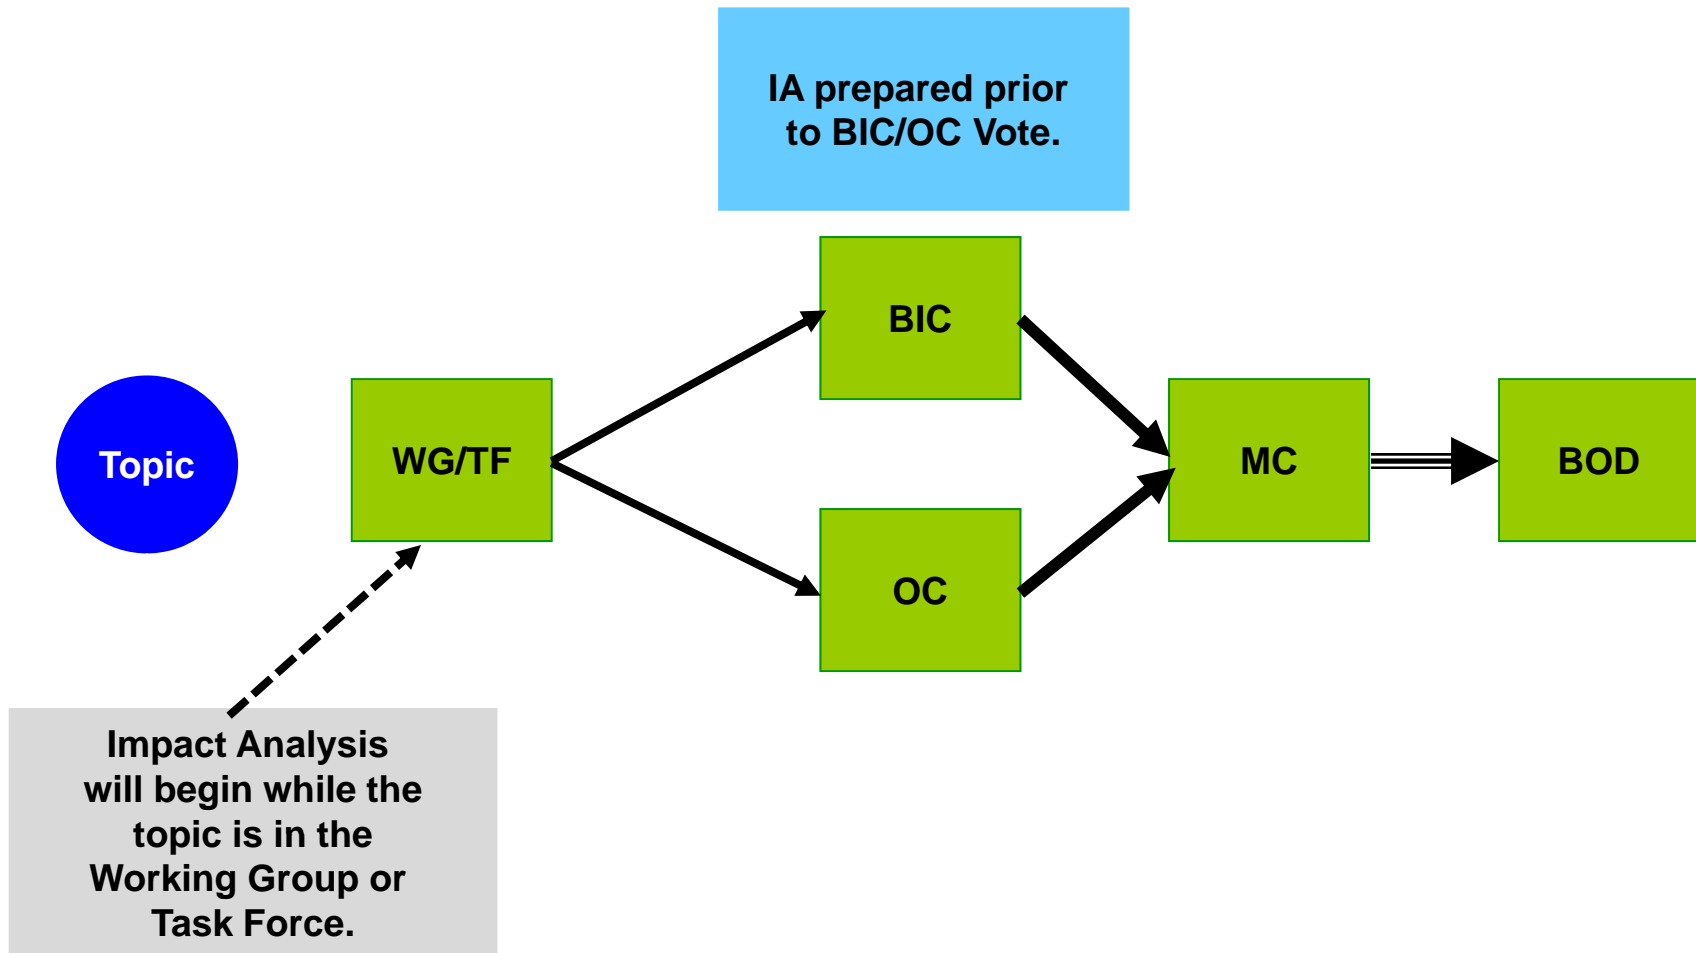 IA prepared prior
to BIC/OC Vote.
BIC
Topic
WG/TF
MC
BOD
OC
Impact Analysis
will begin while the
topic is in the
Working Group or
Task Force.